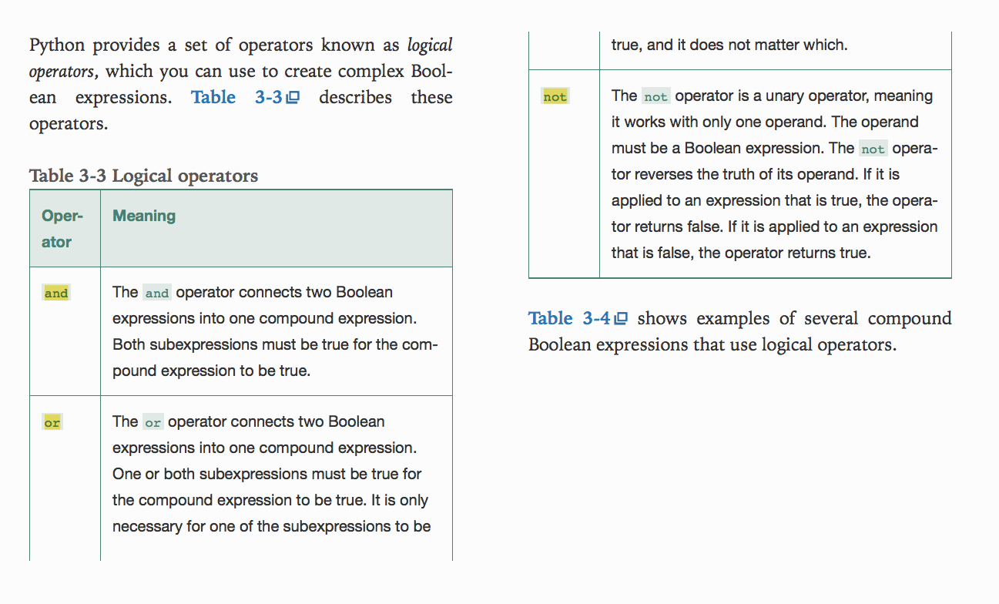 Python provides a set of operators known as logical
operators, which you can use to create complex Bool-
ean expressions. Table 3-3 describes these
operators.
Table 3-3 Logical operators
Oper-
ator
Meaning
and
The and operator connects two Boolean
expressions into one compound expression.
Both subexpressions must be true for the com-
pound expression to be true.
or
The or operator connects two Boolean
expressions into one compound expression.
One or both subexpressions must be true for
the compound expression to be true. It is only
necessary for one of the subexpressions to be
true, and it does not matter which.
not
The not operator is a unary operator, meaning
it works with only one operand. The operand
must be a Boolean expression. The not opera-
tor reverses the truth of its operand. If it is
applied to an expression that is true, the opera-
tor returns false. If it is applied to an expression
that is false, the operator returns true.
Table 3-4 shows examples of several compound
Boolean expressions that use logical operators.